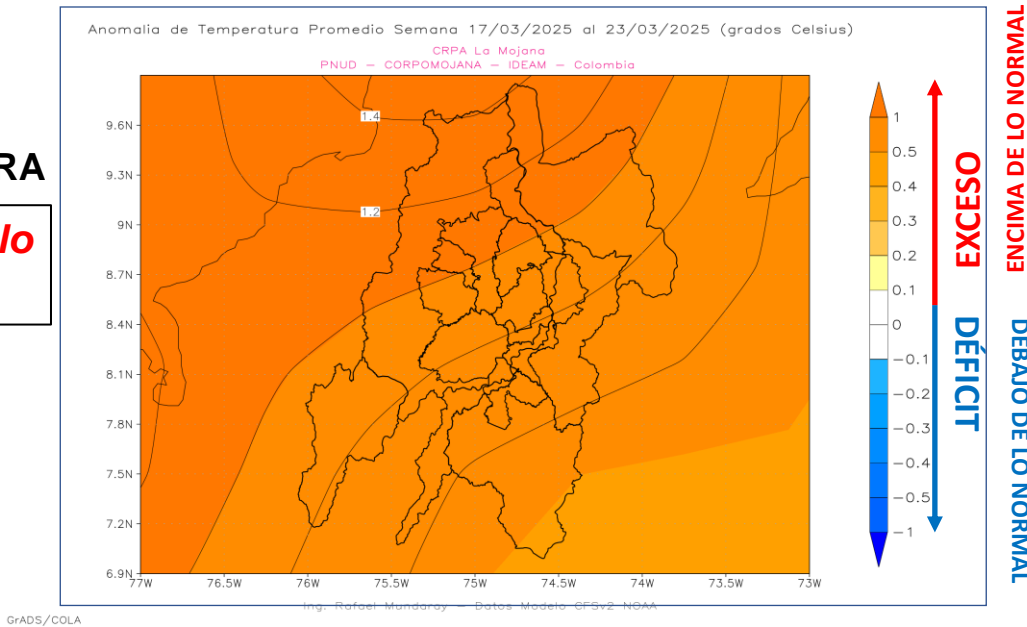 Anomalia de Temperatura Promedio Semana 17/03/2025 al 23/03/2025 (grados Celsius)
CRPA La Mojana
PNUD – CORPOMOJANA – IDEAM – Colombia
RA
lo
1.4
1.2
9.6N
9.3N
9N
8.7N
8.4N
8.1N
7.8N
7.5N
7.2N
6.9N
77W 76.5W 76W 75.5W 75W 74.5W 74W 73.5W 73W
1
0.5
0.4
0.3
0.2
0.1
0
−0.1
−0.2
−0.3
−0.4
−0.5
−1
EXCESO
DÉFICIT
ENCIMA DE LO NORMAL
DEBAJO DE LO NORMAL
Ing. Rafael Mundaray – Datos Modelo CFSv2 NOAA
GrADS/COLA